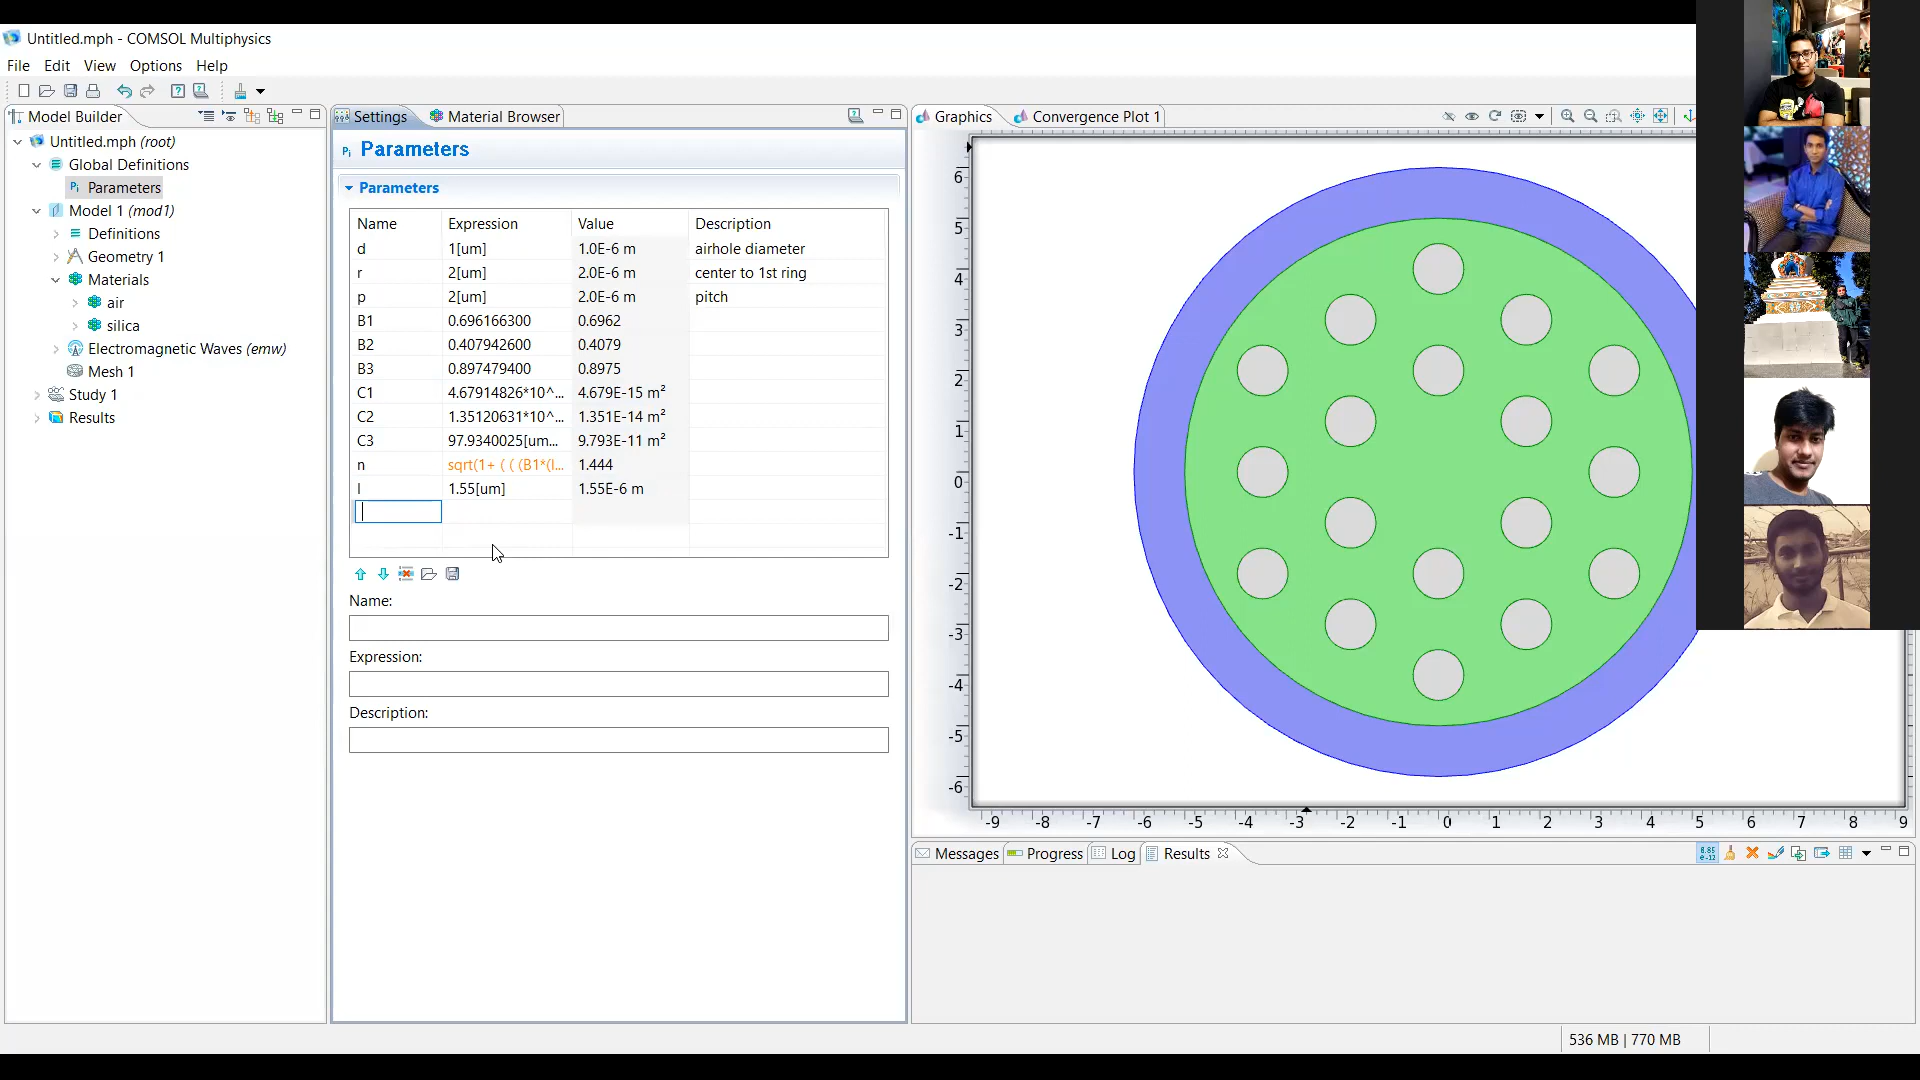 Untitled.mph - COMSOL Multiphysics
File Edit View Options Help
Model Builder
Untitled.mph (root)
Global Definitions
Pi Parameters
Model 1 (mod1)
Definitions
Geometry 1
Materials
air
silica
Electromagnetic Waves (emw)
Mesh 1
Study 1
Results
Settings Material Browser
Pi Parameters
Parameters
Name Expression Value Description
d 1[um] 1.0E-6 m airhole diameter
r 2[um] 2.0E-6 m center to 1st ring
p 2[um] 2.0E-6 m pitch
B1 0.696166300 0.6962
B2 0.407942600 0.4079
B3 0.897479400 0.8975
C1 4.67914826*10^... 4.679E-15 m²
C2 1.35120631*10^... 1.351E-14 m²
C3 97.9340025[um... 9.793E-11 m²
n sqrt(1+ ( ( (B1*(l... 1.444
l 1.55[um] 1.55E-6 m
Name:
Expression:
Description:
Graphics Convergence Plot 1
6
5
4
3
2
1
0
-1
-2
-3
-4
-5
-6
-9 -8 -7 -6 -5 -4 -3 -2 -1 0 1 2 3 4 5 6 7 8 9
Messages Progress Log Results
8.85
e-12
536 MB | 770 MB